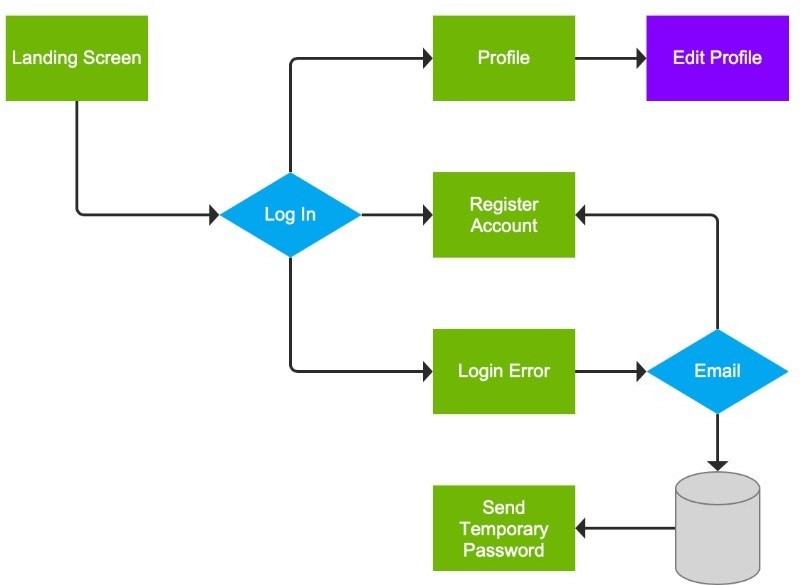 Landing Screen
Profile
Edit Profile
Log In
Register
Account
Login Error
Email
Send
Temporary
Password